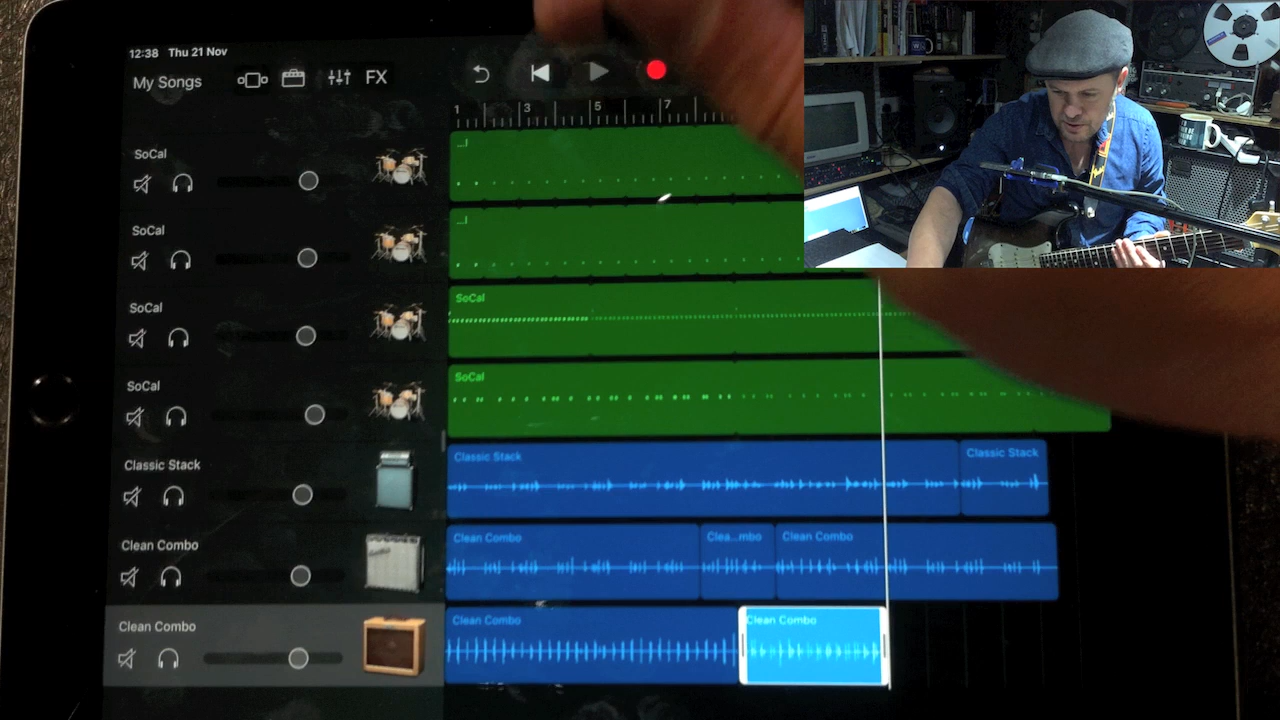 12:38 Thu 21 Nov
My Songs FX
1 3 5 7
SoCal
SoCal
SoCal
SoCal
SoCal
SoCal
Classic Stack
Classic Stack
Classic Stack
Clean Combo
Clean Combo
Clea...mbo
Clean Combo
Clean Combo
Clean Combo
Clean Combo